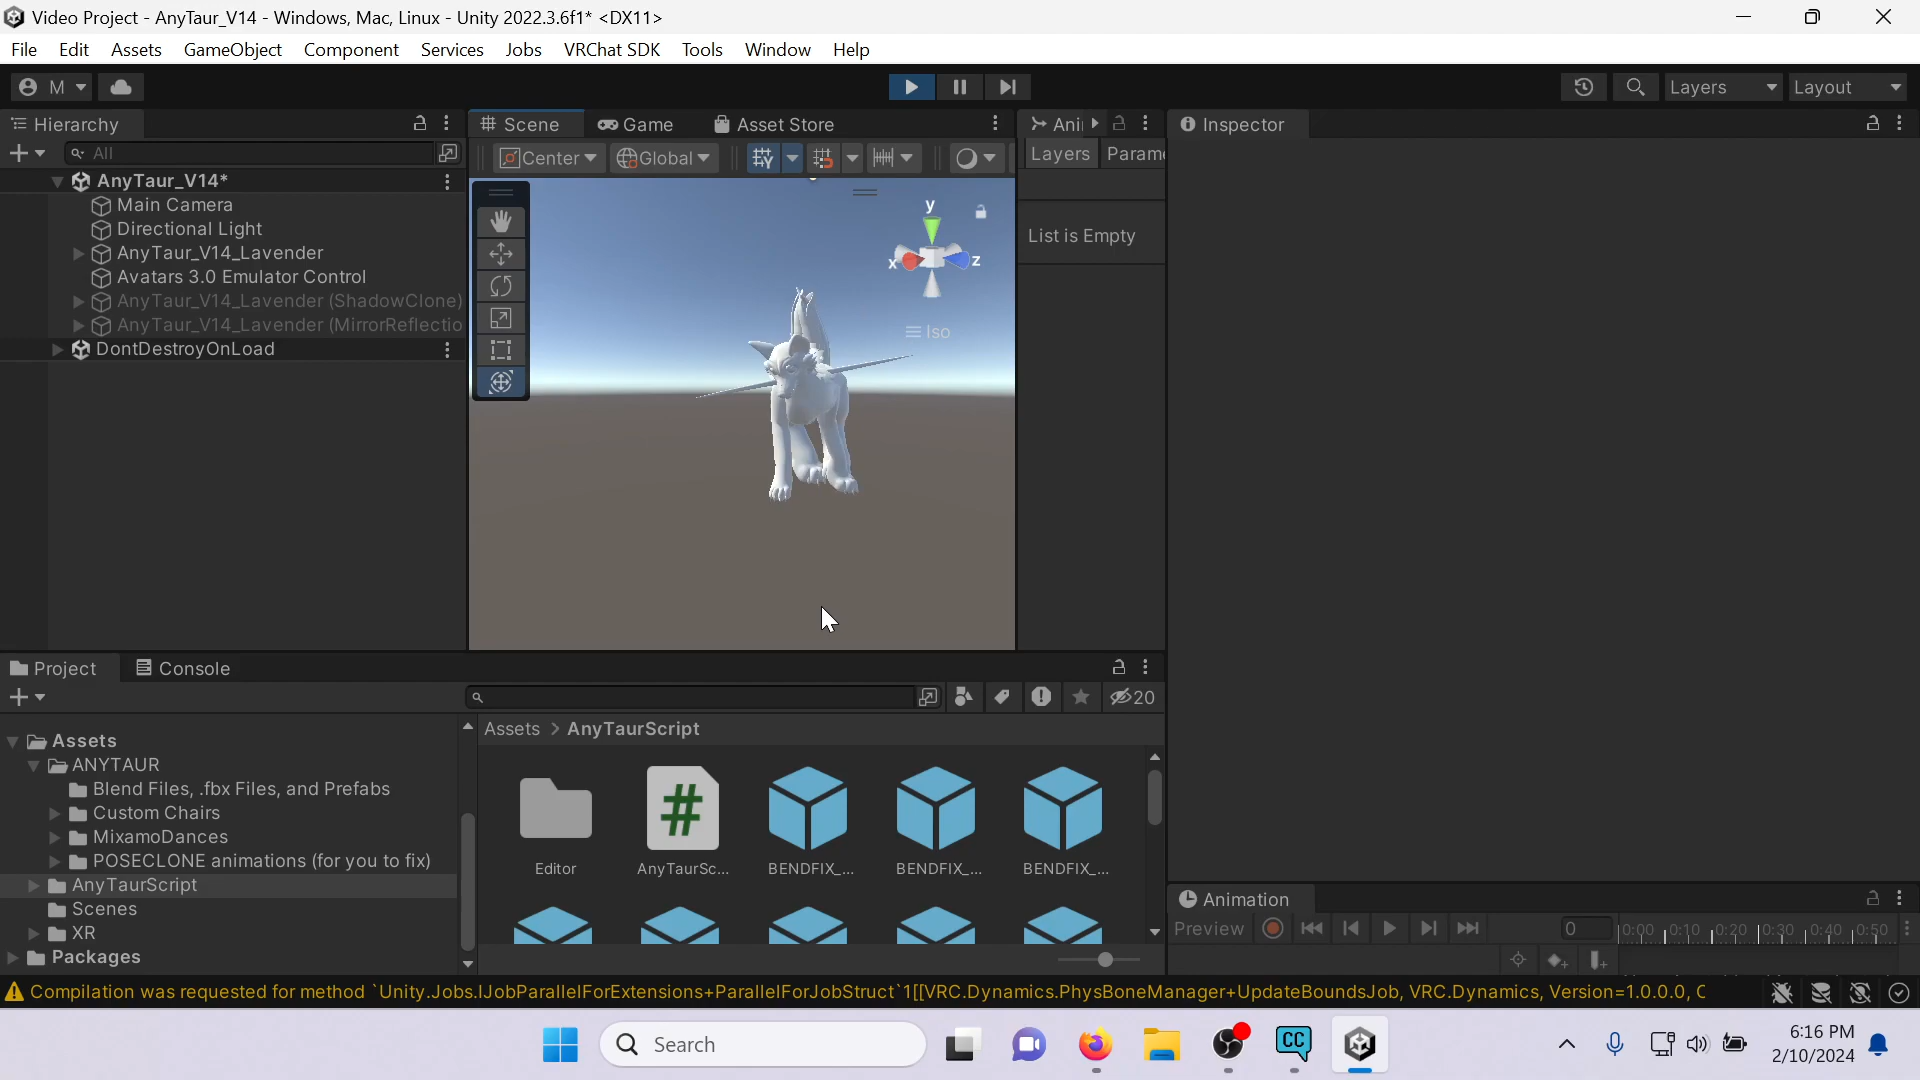 Video Project - AnyTaur_V14 - Windows, Mac, Linux - Unity 2022.3.6f1* <DX11>
File Edit Assets GameObject Component Services Jobs VRChat SDK Tools Window Help
M Layers Layout
Hierarchy Scene Game Asset Store Ani Inspector
All Center Global Layers Param
AnyTaur_V14*
Main Camera
Directional Light
AnyTaur_V14_Lavender
Avatars 3.0 Emulator Control
AnyTaur_V14_Lavender (ShadowClone)
AnyTaur_V14_Lavender (MirrorReflectio
DontDestroyOnLoad
y
x
z
Iso
List is Empty
Project Console
20
Assets > AnyTaurScript
Assets
ANYTAUR
Blend Files, .fbx Files, and Prefabs
Custom Chairs
MixamoDances
POSECLONE animations (for you to fix)
AnyTaurScript
Scenes
XR
Packages
Editor AnyTaurSc... BENDFIX_... BENDFIX_... BENDFIX_...
Animation
Preview 0 0:00 0:10 0:20 0:30 0:40 0:50
Compilation was requested for method `Unity.Jobs.IJobParallelForExtensions+ParallelForJobStruct`1[[VRC.Dynamics.PhysBoneManager+UpdateBoundsJob, VRC.Dynamics, Version=1.0.0.0, C
Search
CC
6:16 PM
2/10/2024